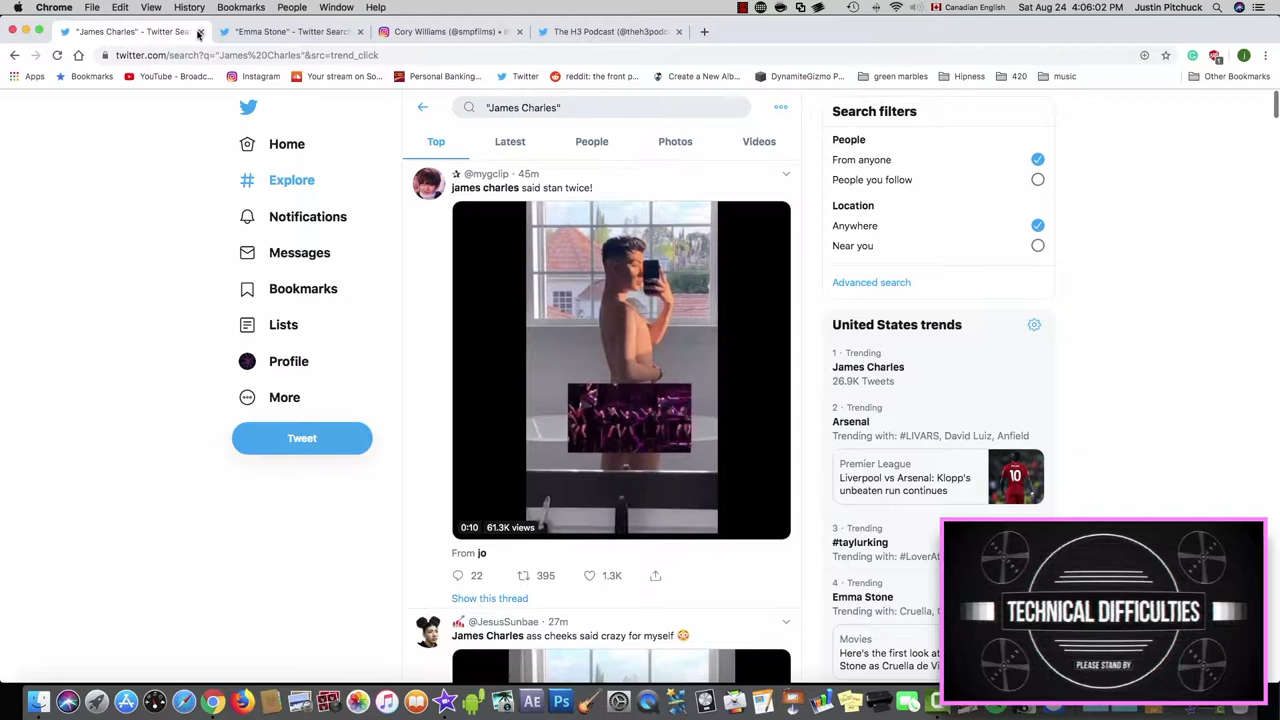 Chrome File Edit View History Bookmarks People Window Help
Canadian English Sat Aug 24 4:06:02 PM Justin Pitchuck
"James Charles" - Twitter Sea
"Emma Stone" - Twitter Search
Cory Williams (@smpfilms) • In
The H3 Podcast (@theh3podc
twitter.com/search?q="James%20Charles"&src=trend_click
Apps Bookmarks YouTube - Broadc... Instagram Your stream on So... Personal Banking... Twitter reddit: the front p... Create a New Alb... DynamiteGizmo P... green marbles Hipness 420 music Other Bookmarks
"James Charles"
Top Latest People Photos Videos
Home
Explore
Notifications
Messages
Bookmarks
Lists
Profile
More
Tweet
@mygclip · 45m
james charles said stan twice!
0:10 61.3K views
From jo
22 395 1.3K
Show this thread
@JesusSunbae · 27m
James Charles ass cheeks said crazy for myself
Search filters
People
From anyone
People you follow
Location
Anywhere
Near you
Advanced search
United States trends
1 · Trending
James Charles
26.9K Tweets
2 · Trending
Arsenal
Trending with: #LIVARS, David Luiz, Anfield
Premier League
Liverpool vs Arsenal: Klopp's
unbeaten run continues
10
3 · Trending
#taylurking
Trending with: #LoverAt
4 · Trending
Emma Stone
Trending with: Cruella,
Movies
Here's the first look at
Stone as Cruella de Vi
TECHNICAL DIFFICULTIES
PLEASE STAND BY